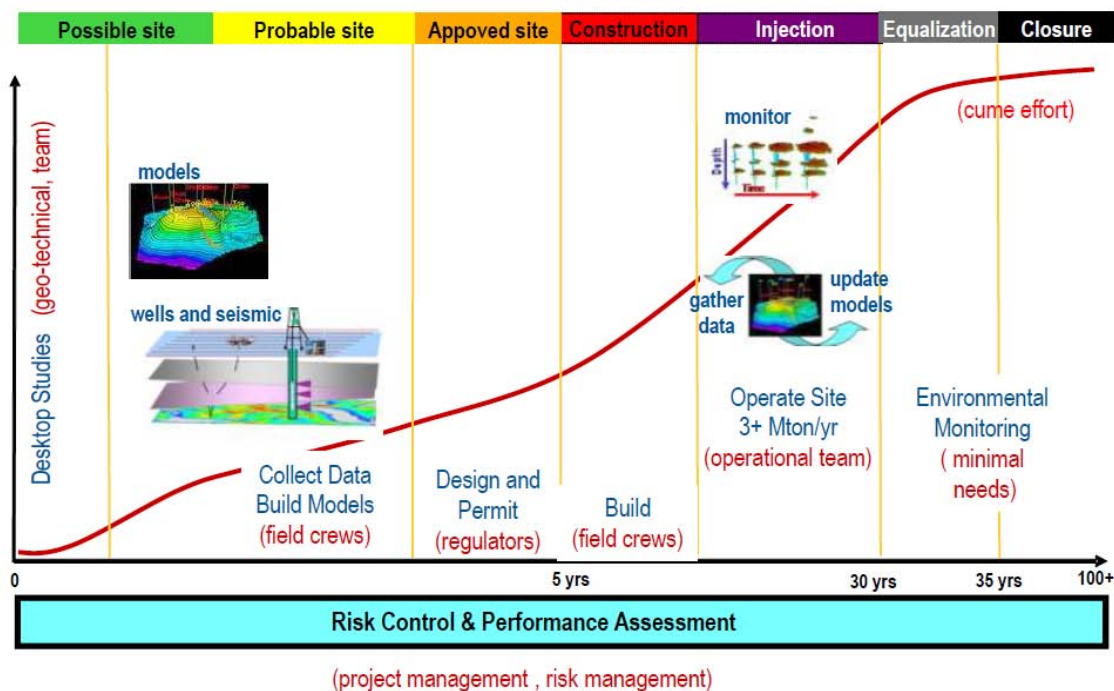 Possible site
Probable site
Appoved site
Construction
Injection
Equalization
Closure
Desktop Studies (geo-technical, team)
models
wells and seismic
Collect Data
Build Models
(field crews)
Design and
Permit
(regulators)
Build
(field crews)
monitor
Depth
Time
gather
data
update
models
Operate Site
3+ Mton/yr
(operational team)
(cume effort)
Environmental
Monitoring
( minimal
needs)
0
5 yrs
30 yrs
35 yrs
100+
Risk Control & Performance Assessment
(project management , risk management)